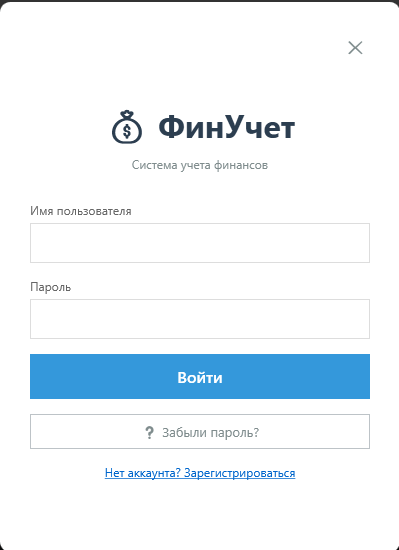 ФинУчет
Система учета финансов
Имя пользователя
Пароль
Войти
? Забыли пароль?
Нет аккаунта? Зарегистрироваться